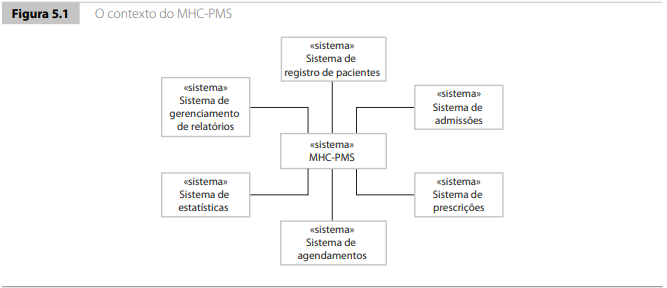 Figura 5.1 O contexto do MHC-PMS
«sistema»
Sistema de
registro de pacientes
«sistema»
Sistema de
gerenciamento
de relatórios
«sistema»
Sistema de
admissões
«sistema»
MHC-PMS
«sistema»
Sistema de
estatísticas
«sistema»
Sistema de
prescrições
«sistema»
Sistema de
agendamentos